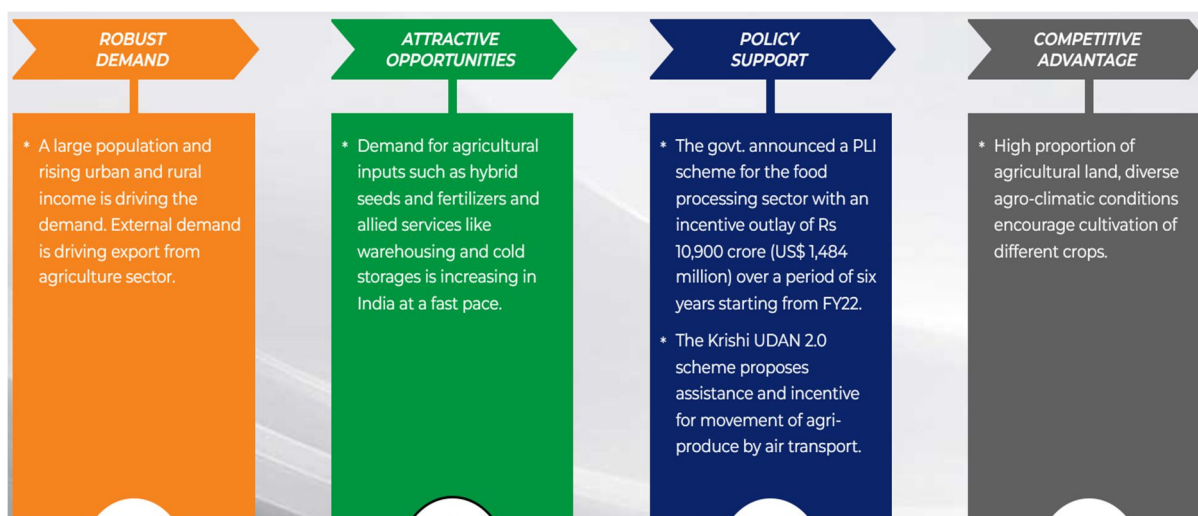 ROBUST
DEMAND
* A large population and
rising urban and rural
income is driving the
demand. External demand
is driving export from
agriculture sector.
ATTRACTIVE
OPPORTUNITIES
* Demand for agricultural
inputs such as hybrid
seeds and fertilizers and
allied services like
warehousing and cold
storages is increasing in
India at a fast pace.
POLICY
SUPPORT
* The govt. announced a PLI
scheme for the food
processing sector with an
incentive outlay of Rs
10,900 crore (US$ 1,484
million) over a period of six
years starting from FY22.
* The Krishi UDAN 2.0
scheme proposes
assistance and incentive
for movement of agri-
produce by air transport.
COMPETITIVE
ADVANTAGE
* High proportion of
agricultural land, diverse
agro-climatic conditions
encourage cultivation of
different crops.